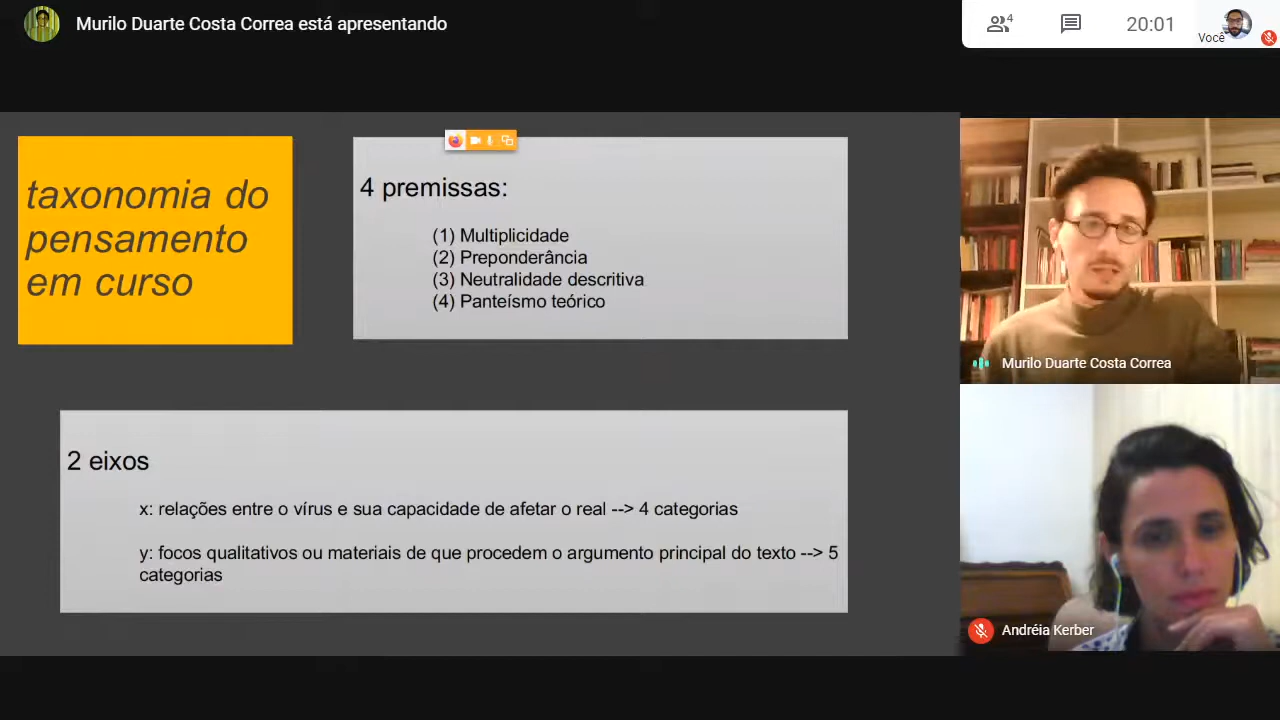 Murilo Duarte Costa Correa está apresentando
4
20:01
Você
taxonomia do
pensamento
em curso
4 premissas:
(1) Multiplicidade
(2) Preponderância
(3) Neutralidade descritiva
(4) Panteísmo teórico
2 eixos
x: relações entre o vírus e sua capacidade de afetar o real --> 4 categorias
y: focos qualitativos ou materiais de que procedem o argumento principal do texto --> 5
categorias
Murilo Duarte Costa Correa
Andréia Kerber